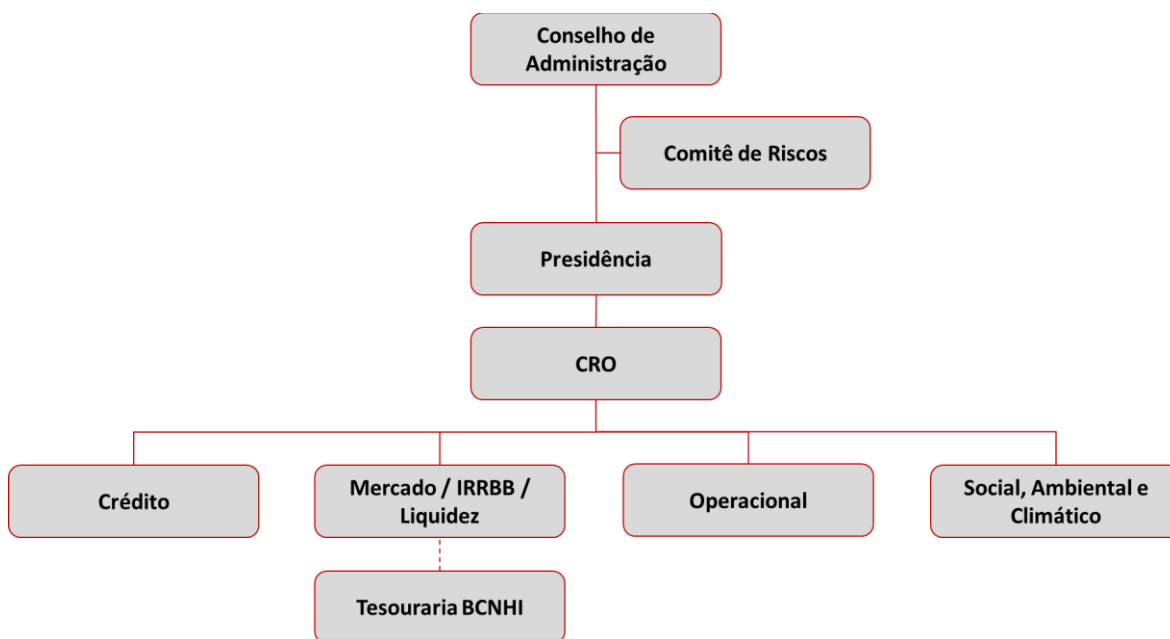 Conselho de
Administração
Comitê de Riscos
Presidência
CRO
Crédito
Mercado / IRRBB /
Liquidez
Operacional
Social, Ambiental e
Climático
Tesouraria BCNHI